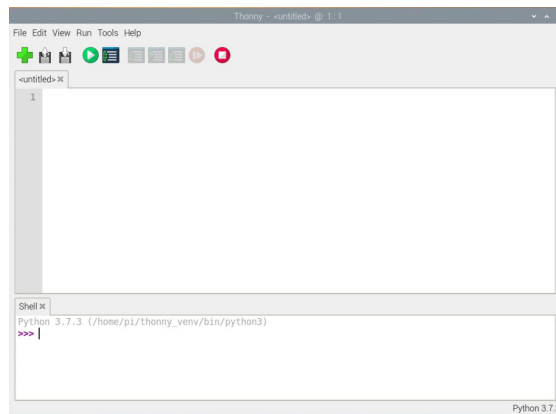 Thonny - <untitled> @ 1:1
File Edit View Run Tools Help
<untitled>
1
Shell
Python 3.7.3 (/home/pi/thonny_venv/bin/python3)
>>>
Python 3.7